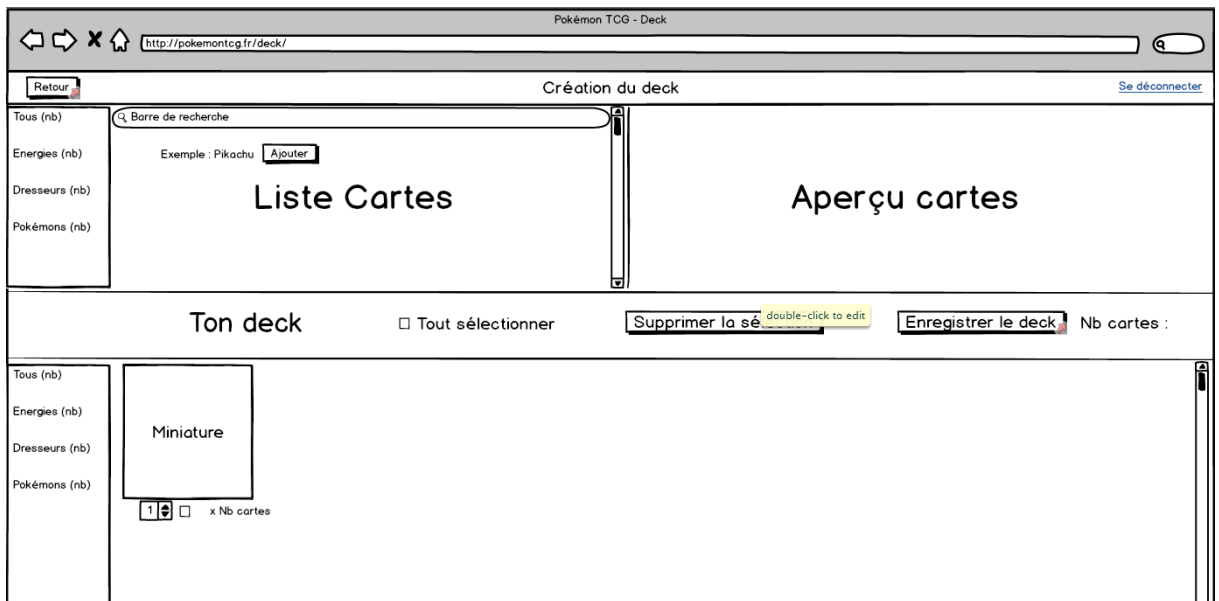 Pokémon TCG - Deck
http://pokemontcg.fr/deck/
Retour
Création du deck
Se déconnecter
Tous (nb)
Energies (nb)
Dresseurs (nb)
Pokémons (nb)
Barre de recherche
Exemple : Pikachu Ajouter
Liste Cartes
Aperçu cartes
Ton deck
Tout sélectionner
Supprimer la
double-click to edit
Enregistrer le deck
Nb cartes :
Tous (nb)
Energies (nb)
Dresseurs (nb)
Pokémons (nb)
Miniature
1
x Nb cartes